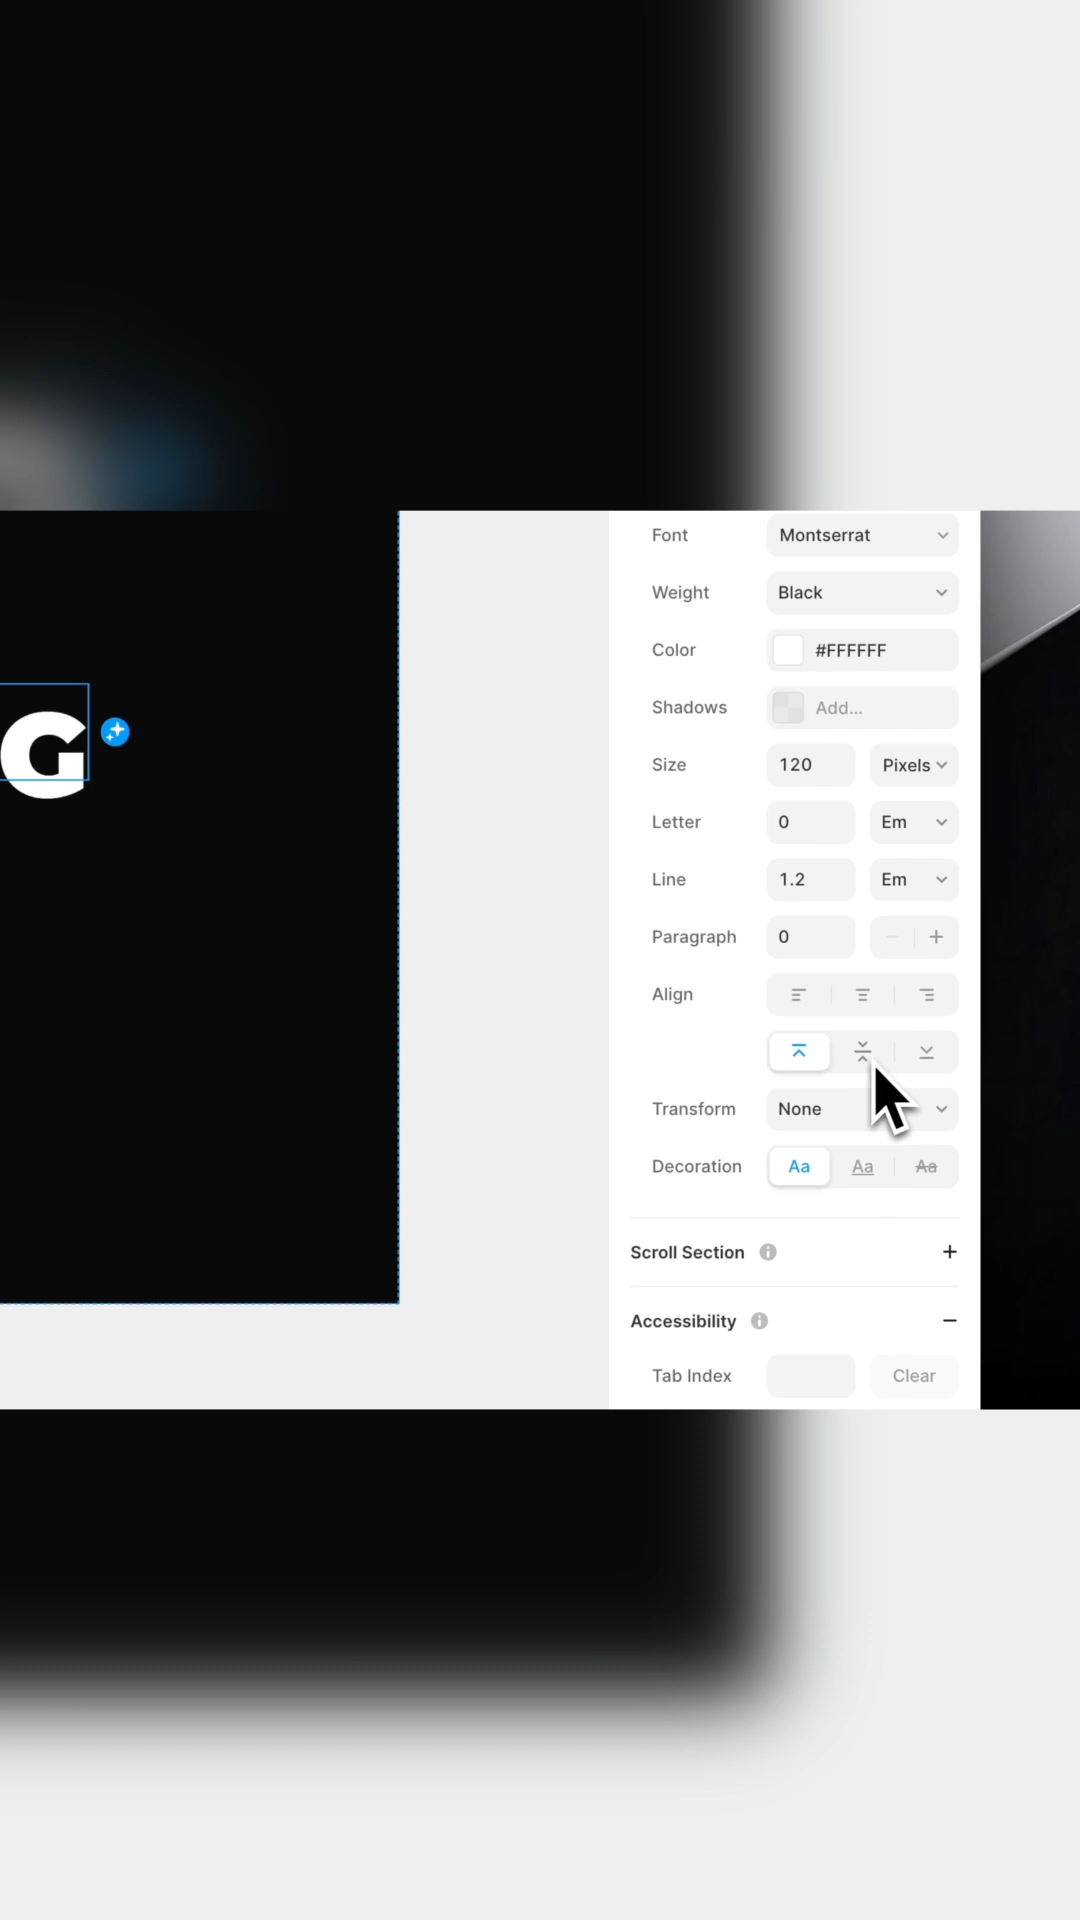 G
Font Montserrat
Weight Black
Color #FFFFFF
Shadows Add...
Size 120 Pixels
Letter 0 Em
Line 1.2 Em
Paragraph 0
Align
Transform None
Decoration Aa Aa Aa
Scroll Section
Accessibility
Tab Index Clear